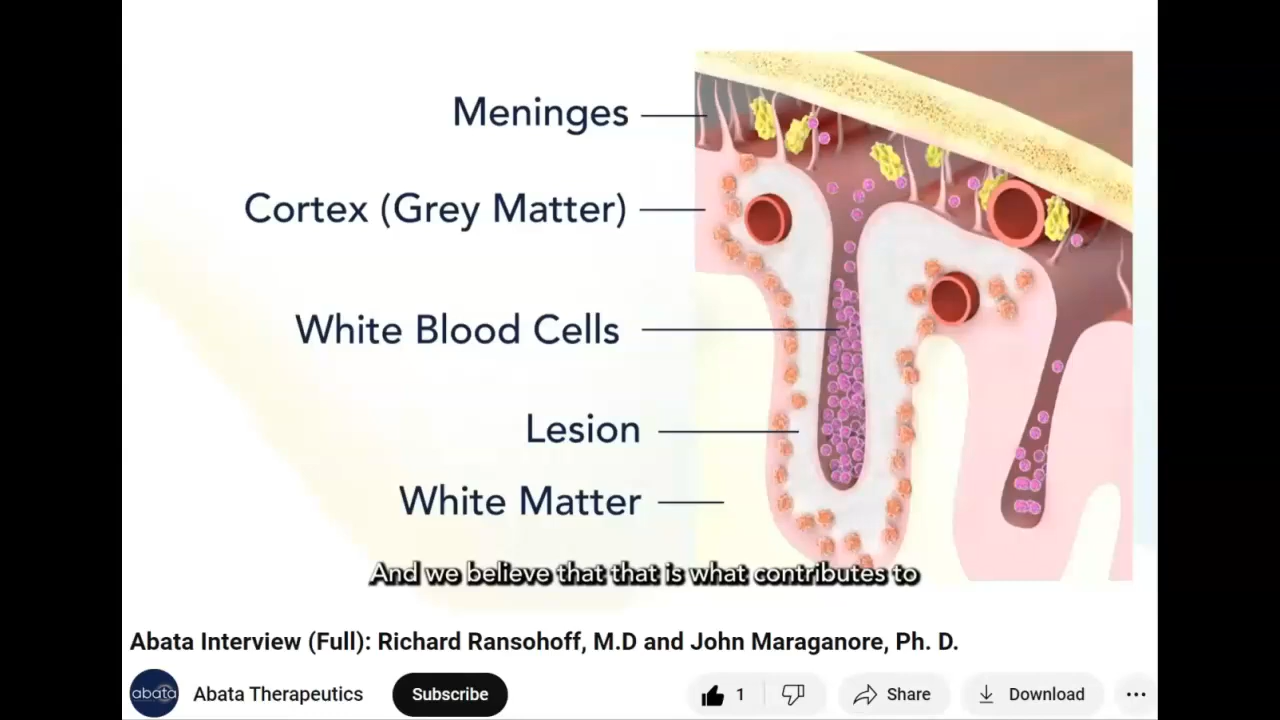 Meninges
Cortex (Grey Matter)
White Blood Cells
Lesion
White Matter
And we believe that that is what contributes to
Abata Interview (Full): Richard Ransohoff, M.D and John Maraganore, Ph. D.
abata
Abata Therapeutics
Subscribe
1
Share
Download